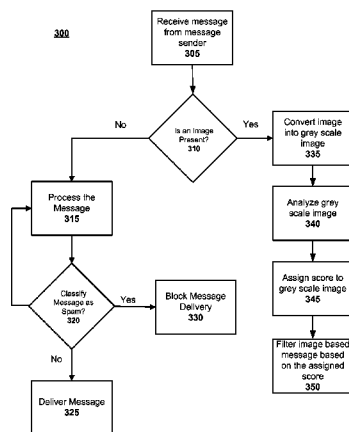 300
Receive message
from message
sender
305
No
Is an Image
Present?
310
Yes
Convert image
into grey scale
image
335
Process the
Message
315
Analyze grey
scale image
340
Classify
Message as
Spam?
320
Yes
Block Message
Delivery
330
Assign score to
grey scale image
345
No
Deliver Message
325
Filter image based
message based
on the assigned
score
350